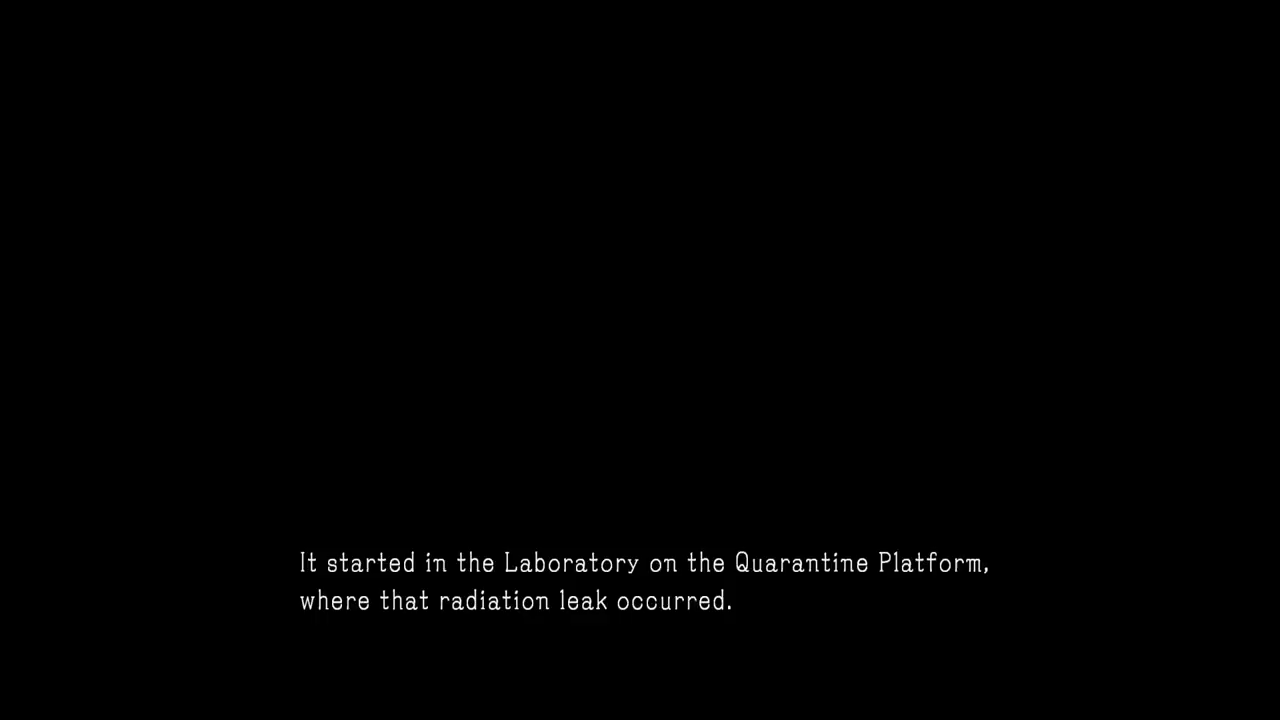 It started in the Laboratory on the Quarantine Platform,
where that radiation leak occurred.